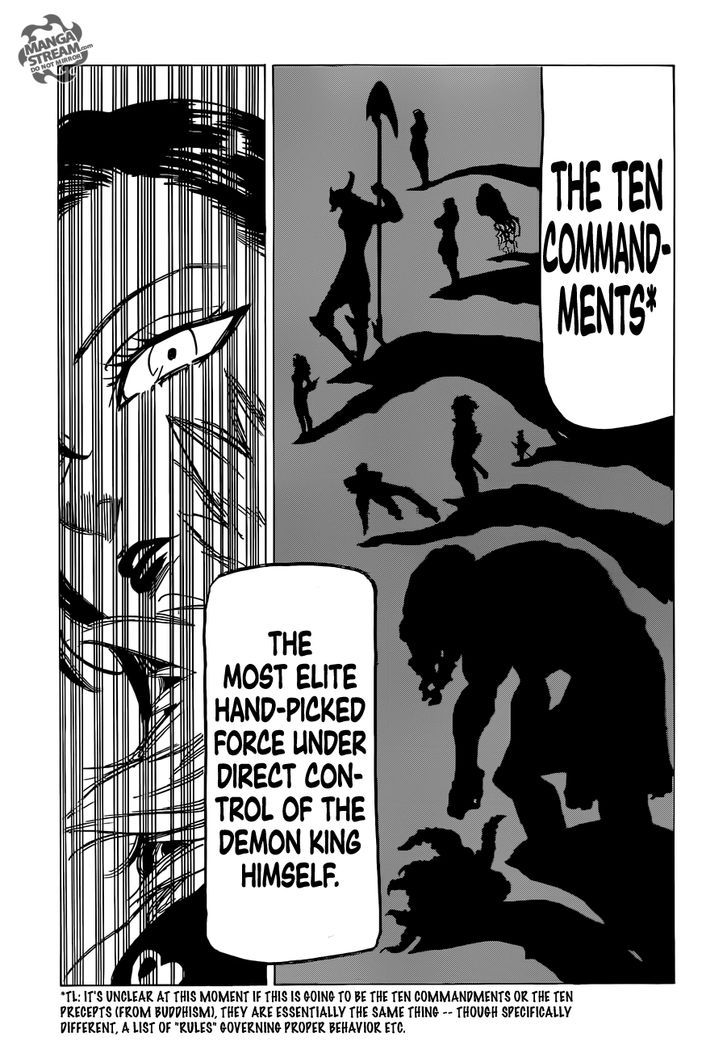 MANGA
STREAM.com
DO NOT MIRROR
THE TEN
COMMAND-
MENTS*
THE
MOST ELITE
HAND-PICKED
FORCE UNDER
DIRECT CON-
TROL OF THE
DEMON KING
HIMSELF.
*TL: IT'S UNCLEAR AT THIS MOMENT IF THIS IS GOING TO BE THE TEN COMMANDMENTS OR THE TEN
PRECEPTS (FROM BUDDHISM), THEY ARE ESSENTIALLY THE SAME THING -- THOUGH SPECIFICALLY
DIFFERENT, A LIST OF "RULES" GOVERNING PROPER BEHAVIOR ETC.